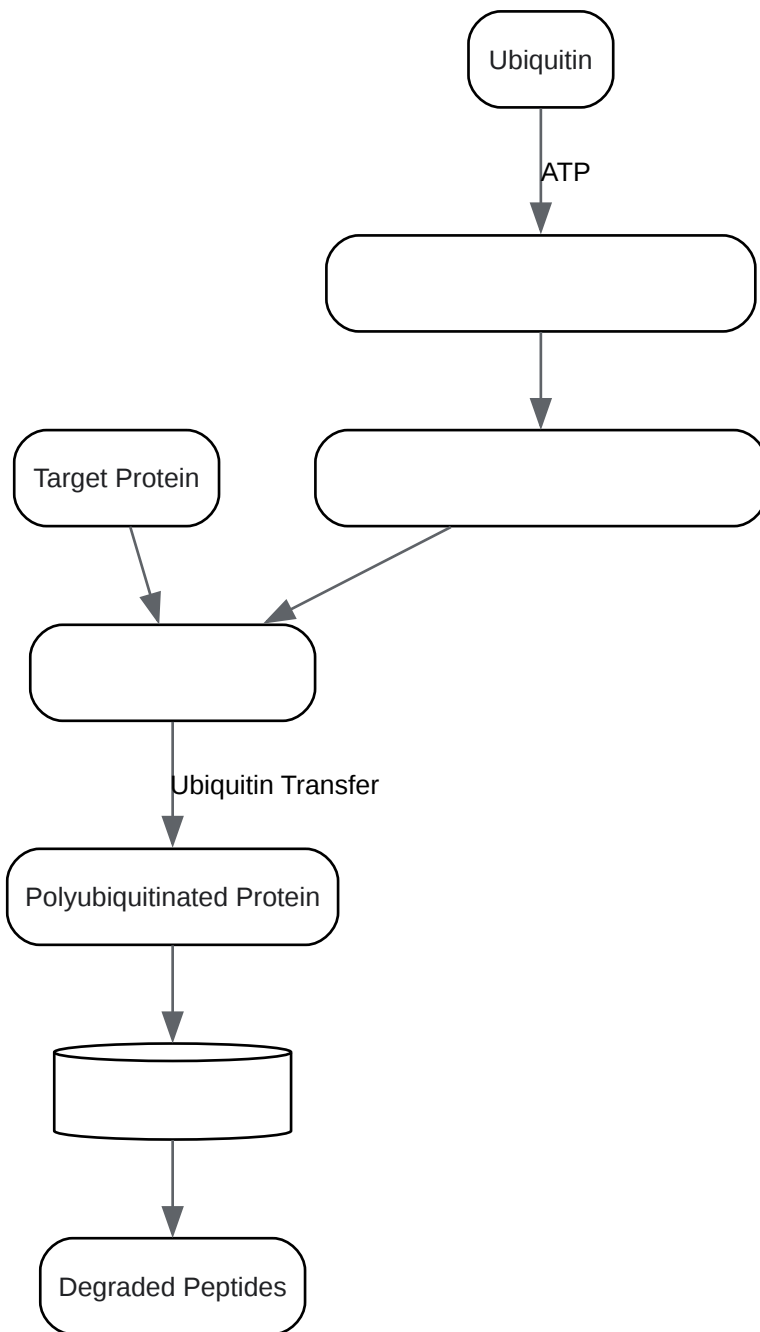 Ubiquitin
ATP
Target Protein
Ubiquitin Transfer
Polyubiquitinated Protein
Degraded Peptides